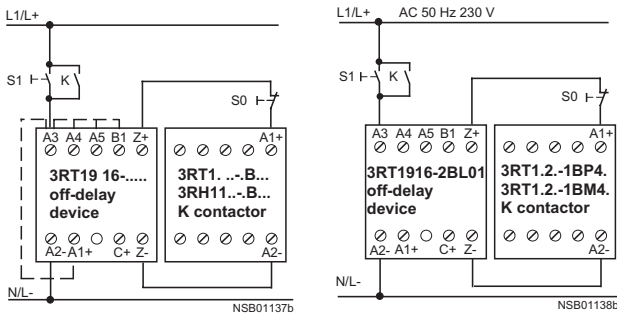 L1/L+
S1 K
S0
A3 A4 A5 B1 Z+
A1+
3RT19 16-.....
off-delay
device
3RT1. ..-.B...
3RH11..-.B...
K contactor
A2- A1+ C+ Z-
A2-
N/L-
NSB01137b
L1/L+ AC 50 Hz 230 V
S1 K
S0
A3 A4 A5 B1 Z+
A1+
3RT1916-2BL01
off-delay
device
3RT1.2.-1BP4.
3RT1.2.-1BM4.
K contactor
A2- A1+ C+ Z-
A2-
N/L-
NSB01138b